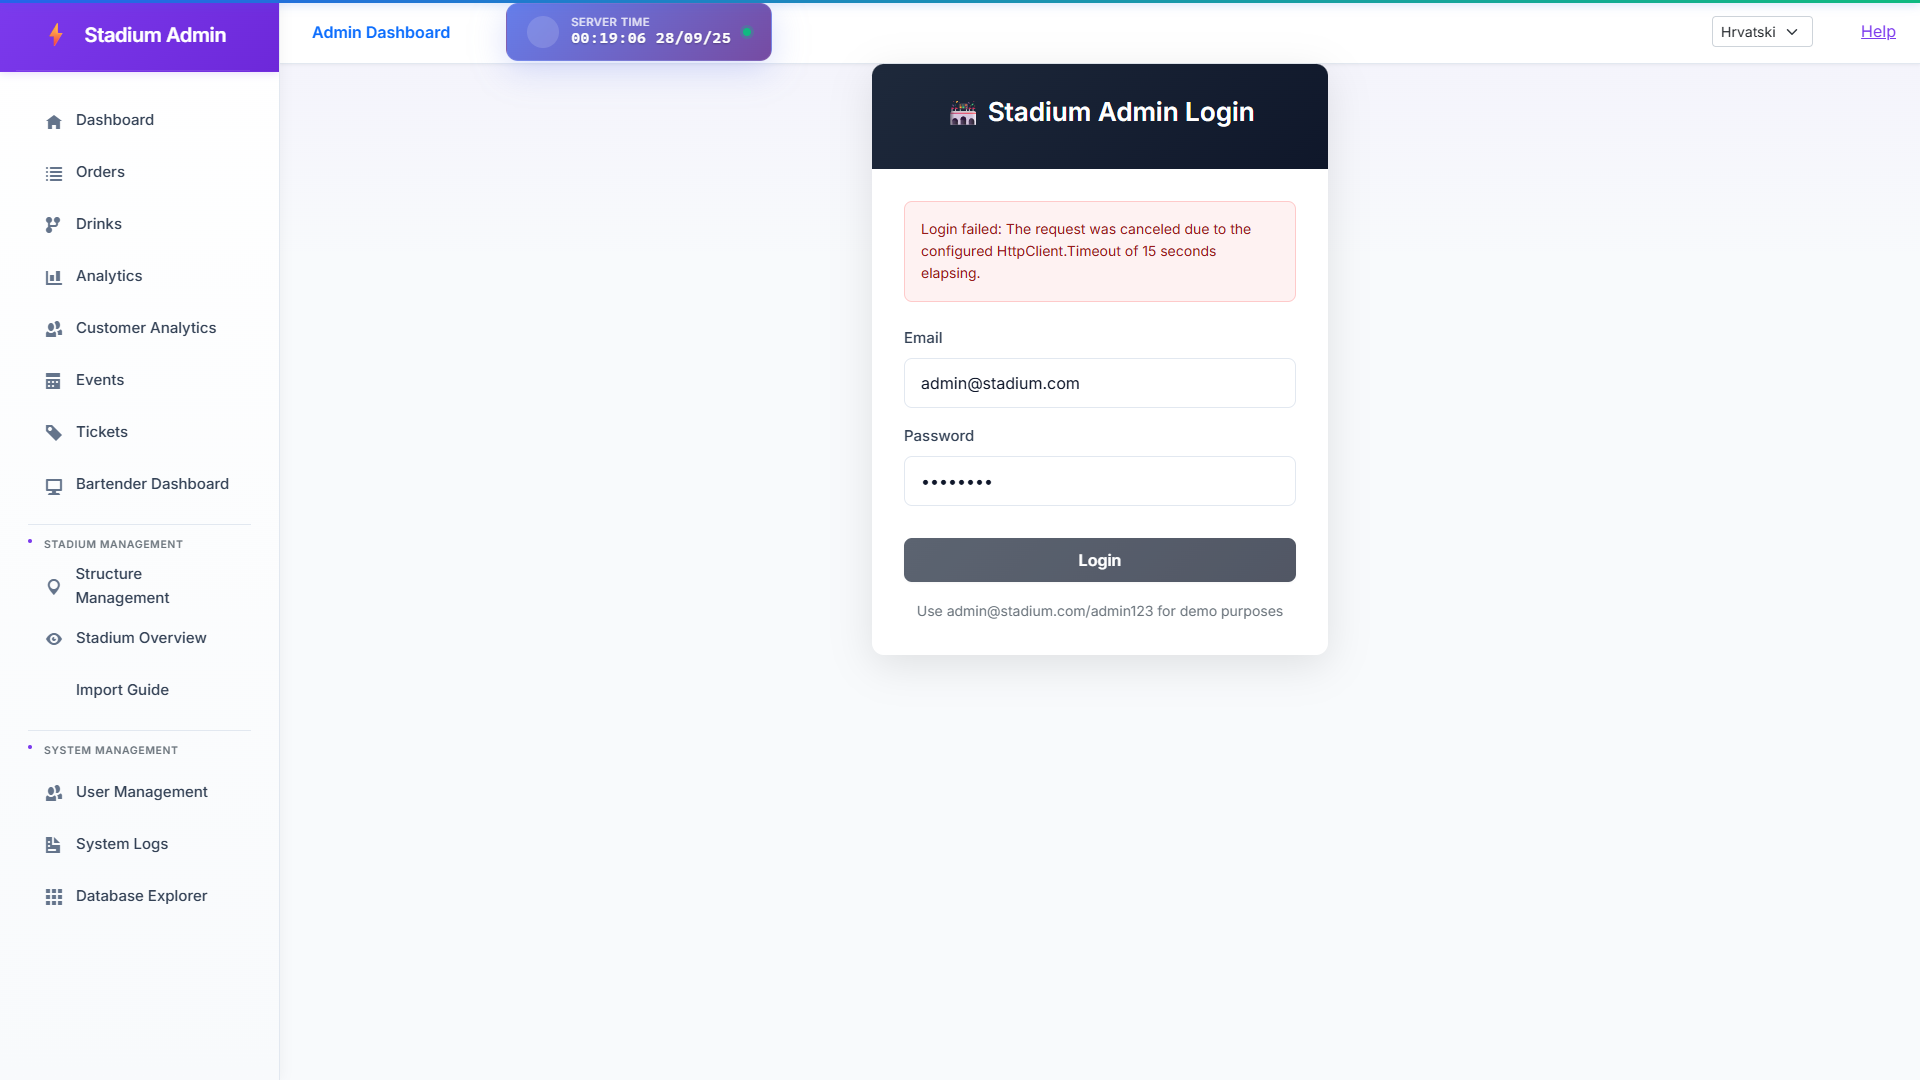 Stadium Admin
Admin Dashboard
SERVER TIME
00:19:06 28/09/25
Hrvatski
Help
Dashboard
Orders
Drinks
Analytics
Customer Analytics
Events
Tickets
Bartender Dashboard
STADIUM MANAGEMENT
Structure
Management
Stadium Overview
Import Guide
SYSTEM MANAGEMENT
User Management
System Logs
Database Explorer
Stadium Admin Login
Login failed: The request was canceled due to the
configured HttpClient.Timeout of 15 seconds
elapsing.
Email
admin@stadium.com
Password
••••••••
Login
Use admin@stadium.com/admin123 for demo purposes